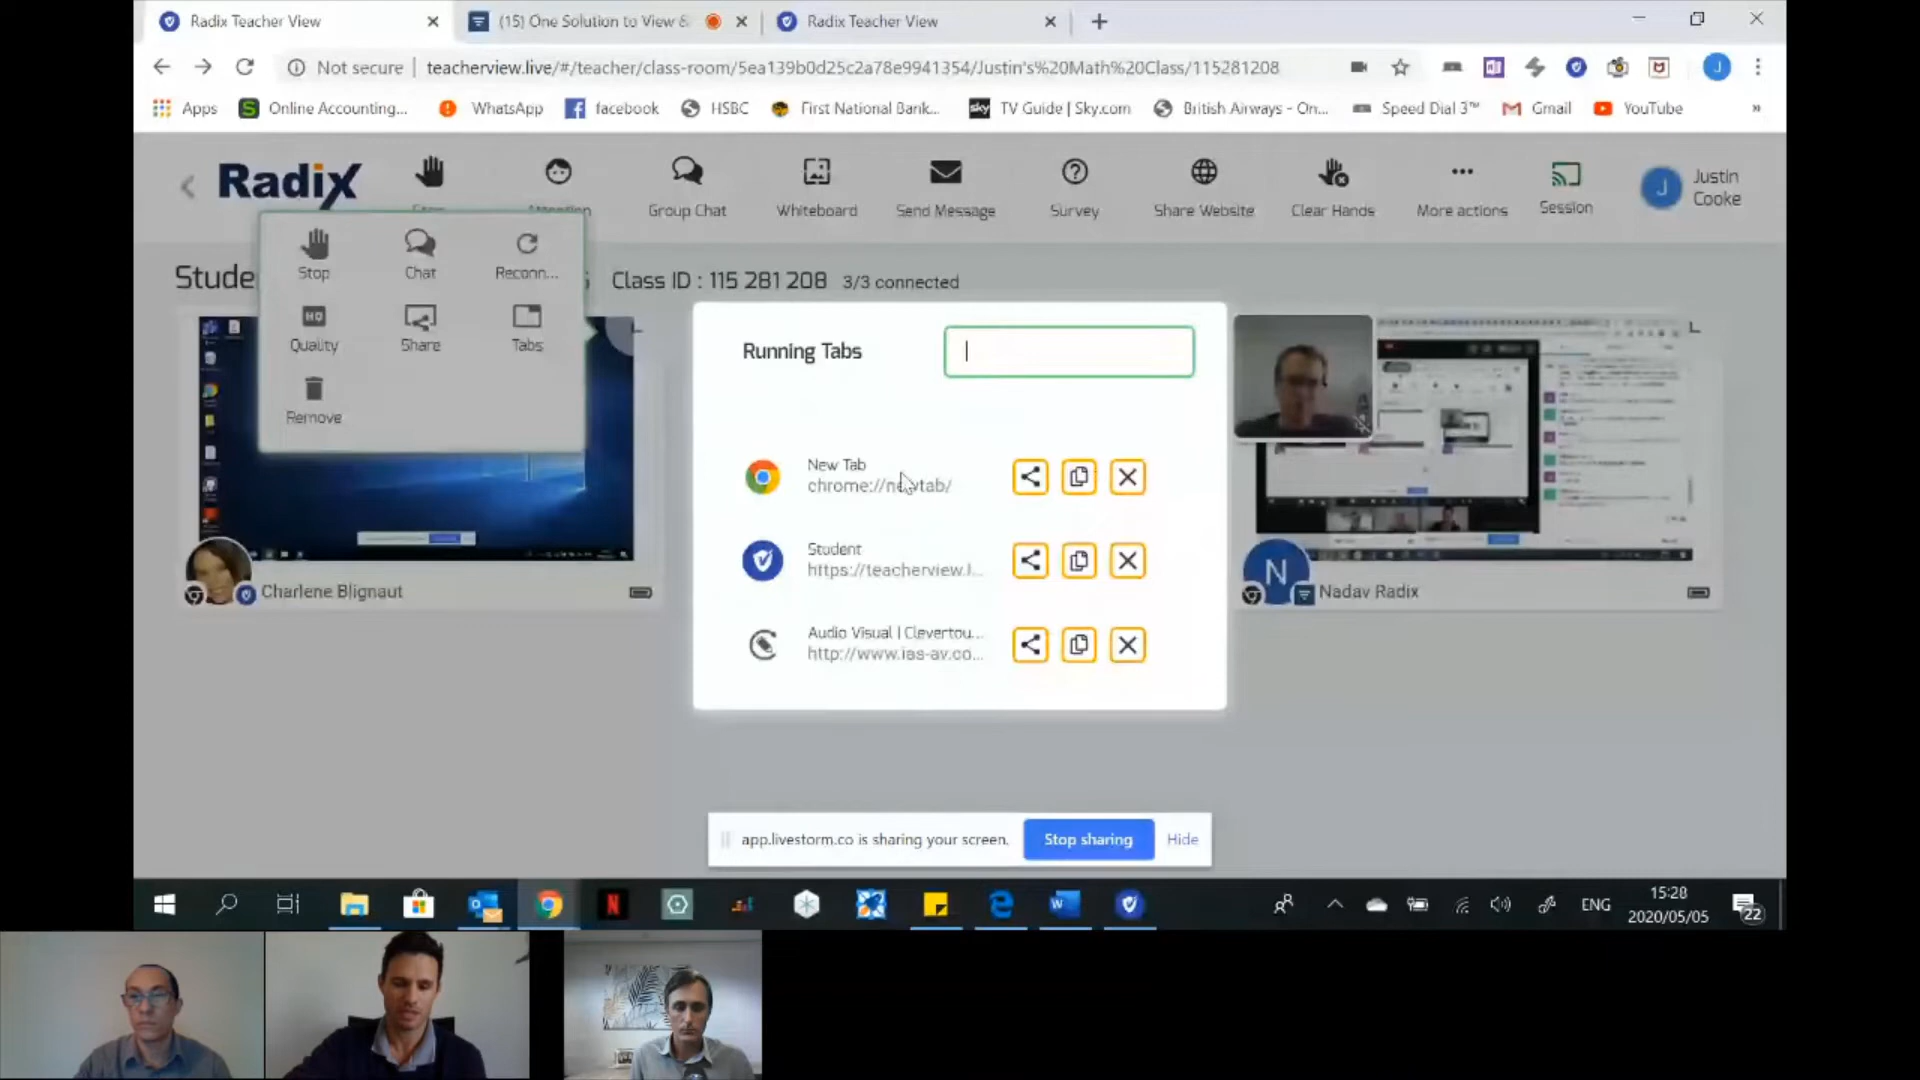 Radix Teacher View
(15) One Solution to View &
Radix Teacher View
Not secure
teacherview.live/#/teacher/class-room/5ea139b0d25c2a78e9941354/Justin's%20Math%20Class/115281208
Apps
Online Accounting...
WhatsApp
facebook
HSBC
First National Bank...
sky
TV Guide | Sky.com
British Airways - On...
Speed Dial 3™
Gmail
YouTube
»
Radix
Attention
Group Chat
Whiteboard
Send Message
Survey
Share Website
Clear Hands
More actions
Session
J
Justin
Cooke
Stop
Chat
Reconn...
HQ
Quality
Share
Tabs
Remove
Class ID : 115 281 208
3/3 connected
Running Tabs
New Tab
chrome://newtab/
Student
https://teacherview.l...
Audio Visual | Clevertou...
http://www.ias-av.co...
Charlene Blignaut
N
Nadav Radix
app.livestorm.co is sharing your screen.
Stop sharing
Hide
ENG
15:28
2020/05/05
22